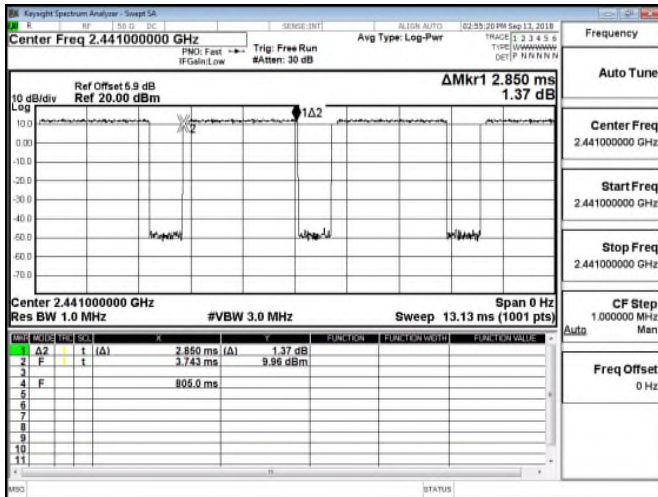 Keysight Spectrum Analyzer - Swept SA
R RF 50 Ω DC SENSE:INT ALIGN AUTO 02:55:20 PM Sep 13, 2018
Center Freq 2.441000000 GHz
PNO: Fast
IFGain:Low
Trig: Free Run
#Atten: 30 dB
Avg Type: Log-Pwr
TRACE 1 2 3 4 5 6
TYPE WWWWWW
DET P N N N N N
Ref Offset 6.9 dB
Ref 20.00 dBm
10 dB/div
Log
ΔMkr1 2.850 ms
1.37 dB
10.0
0.00
-10.0
-20.0
-30.0
-40.0
-50.0
-60.0
-70.0
1Δ2
X2
Center 2.441000000 GHz
Span 0 Hz
Res BW 1.0 MHz
#VBW 3.0 MHz
Sweep 13.13 ms (1001 pts)
MKR MODE TRC SCL X Y FUNCTION FUNCTION WIDTH FUNCTION VALUE
1 Δ2 1 t (Δ) 2.850 ms (Δ) 1.37 dB
2 F 1 t 3.743 ms 9.96 dBm
3
4 F 805.0 ms
5
6
7
8
9
10
11
MSG
STATUS
Frequency
Auto Tune
Center Freq
2.441000000 GHz
Start Freq
2.441000000 GHz
Stop Freq
2.441000000 GHz
CF Step
1.000000 MHz
Auto Man
Freq Offset
0 Hz